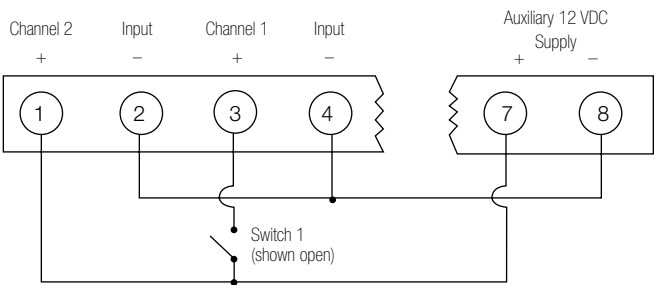 Channel 2 Input Channel 1 Input
+ – + –
Auxiliary 12 VDC
Supply
+ –
1 2 3 4 7 8
Switch 1
(shown open)